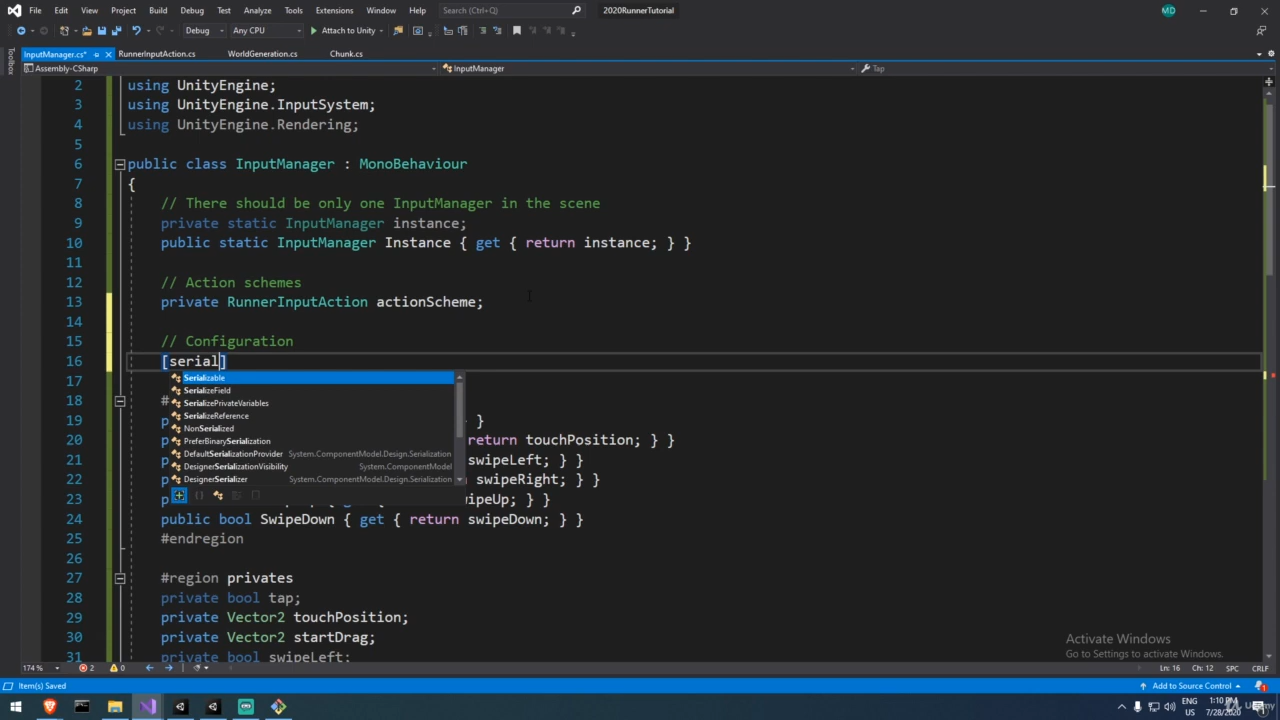 File Edit View Project Build Debug Test Analyze Tools Extensions Window Help Search (Ctrl+Q) 2020RunnerTutorial MD
Debug Any CPU Attach to Unity
InputManager.cs* RunnerInputAction.cs WorldGeneration.cs Chunk.cs
Toolbox
Assembly-CSharp InputManager Tap
2 using UnityEngine;
3 using UnityEngine.InputSystem;
4 using UnityEngine.Rendering;
5
6 public class InputManager : MonoBehaviour
7 {
8 // There should be only one InputManager in the scene
9 private static InputManager instance;
10 public static InputManager Instance { get { return instance; } }
11
12 // Action schemes
13 private RunnerInputAction actionScheme;
14
15 // Configuration
16 [serial]
17 Serializable
SerializeField
18 # SerializePrivateVariables
SerializeReference
19 p } }
NonSerialized
20 p PreferBinarySerialization return touchPosition; } }
DefaultSerializationProvider System.ComponentModel.Design.Serialization
21 p swipeLeft; } }
DesignerSerializationVisibility System.ComponentModel
22 p DesignerSerializer System.ComponentModel.Design.Serialization swipeRight; } }
23 p wipeUp; } }
24 public bool SwipeDown { get { return swipeDown; } }
25 #endregion
26
27 #region privates
28 private bool tap;
29 private Vector2 touchPosition;
30 private Vector2 startDrag;
31 private bool swipeLeft;
Activate Windows
Go to Settings to activate Windows.
174 % 2 0 Ln: 16 Ch: 12 SPC CRLF
Item(s) Saved Add to Source Control 1
ENG 1:10 PM
US 7/28/2020
Udemy